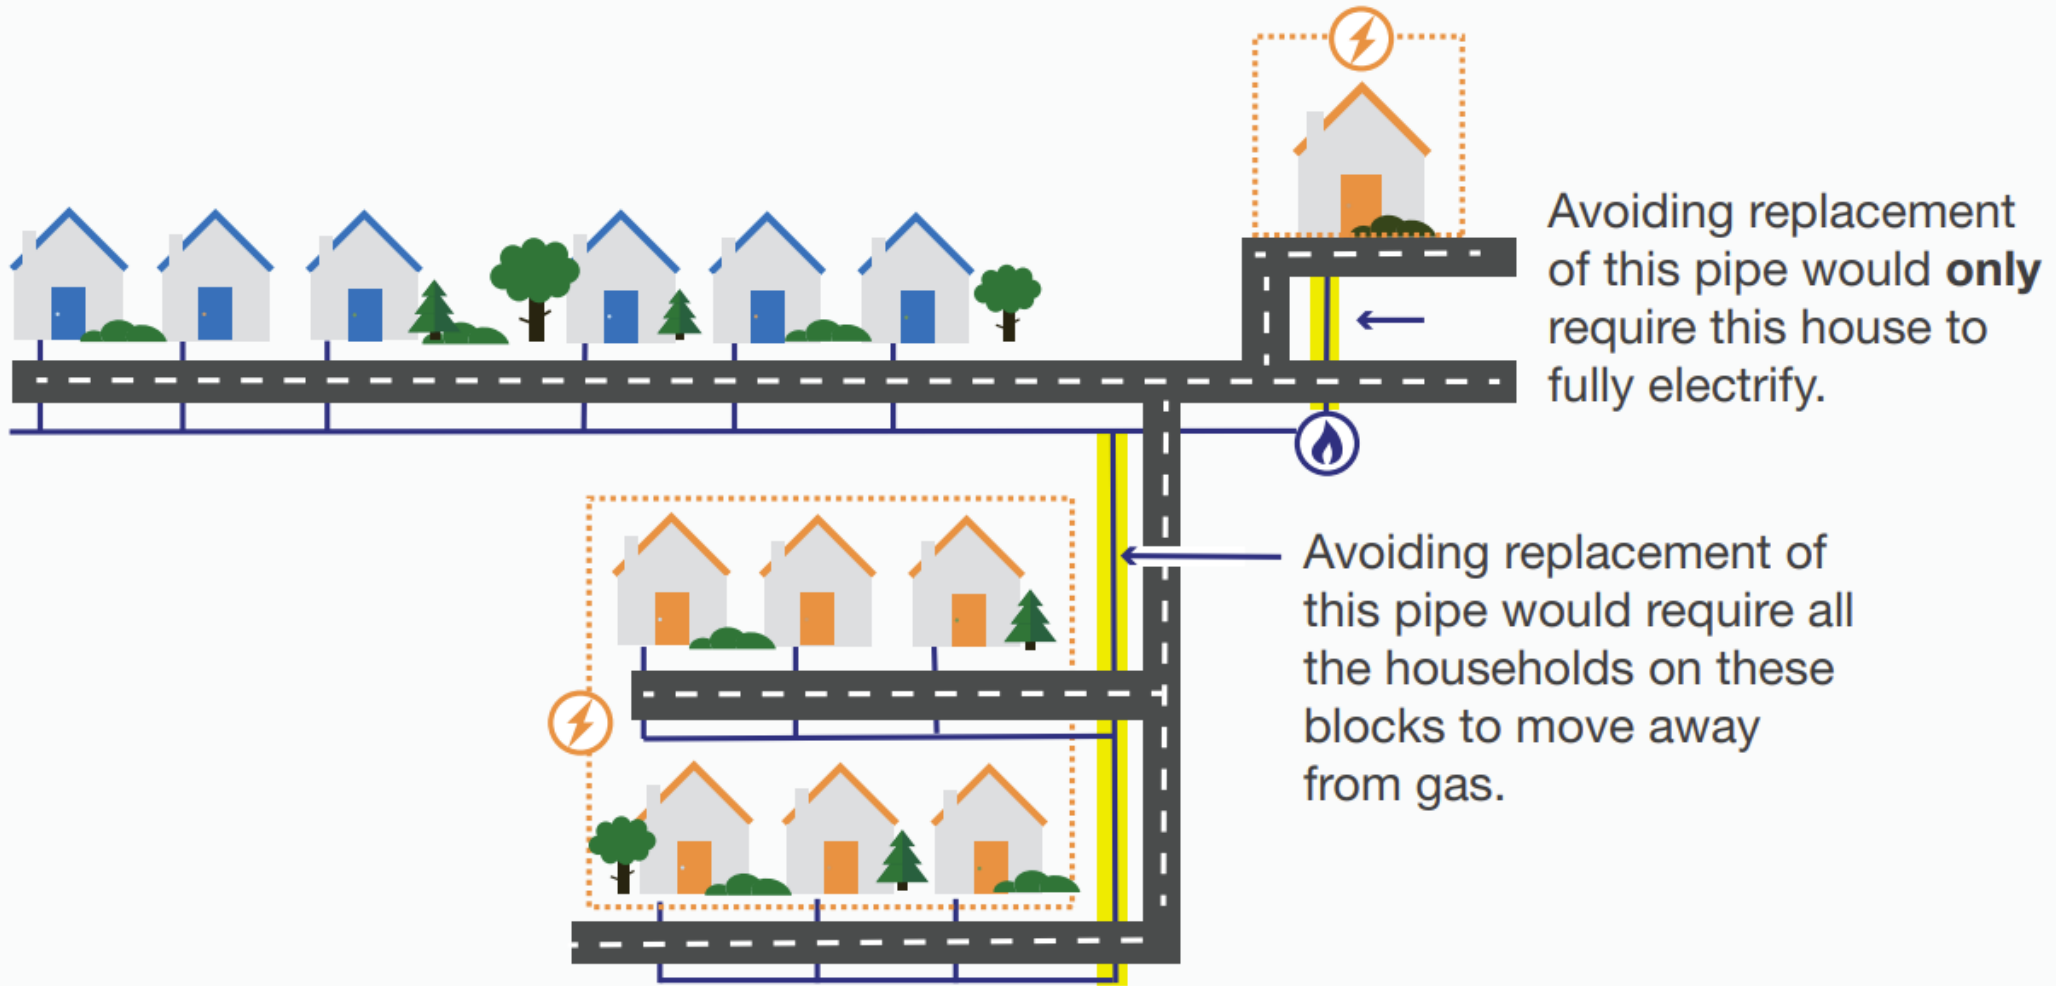 Avoiding replacement
of this pipe would only
require this house to
fully electrify.
Avoiding replacement of
this pipe would require all
the households on these
blocks to move away
from gas.